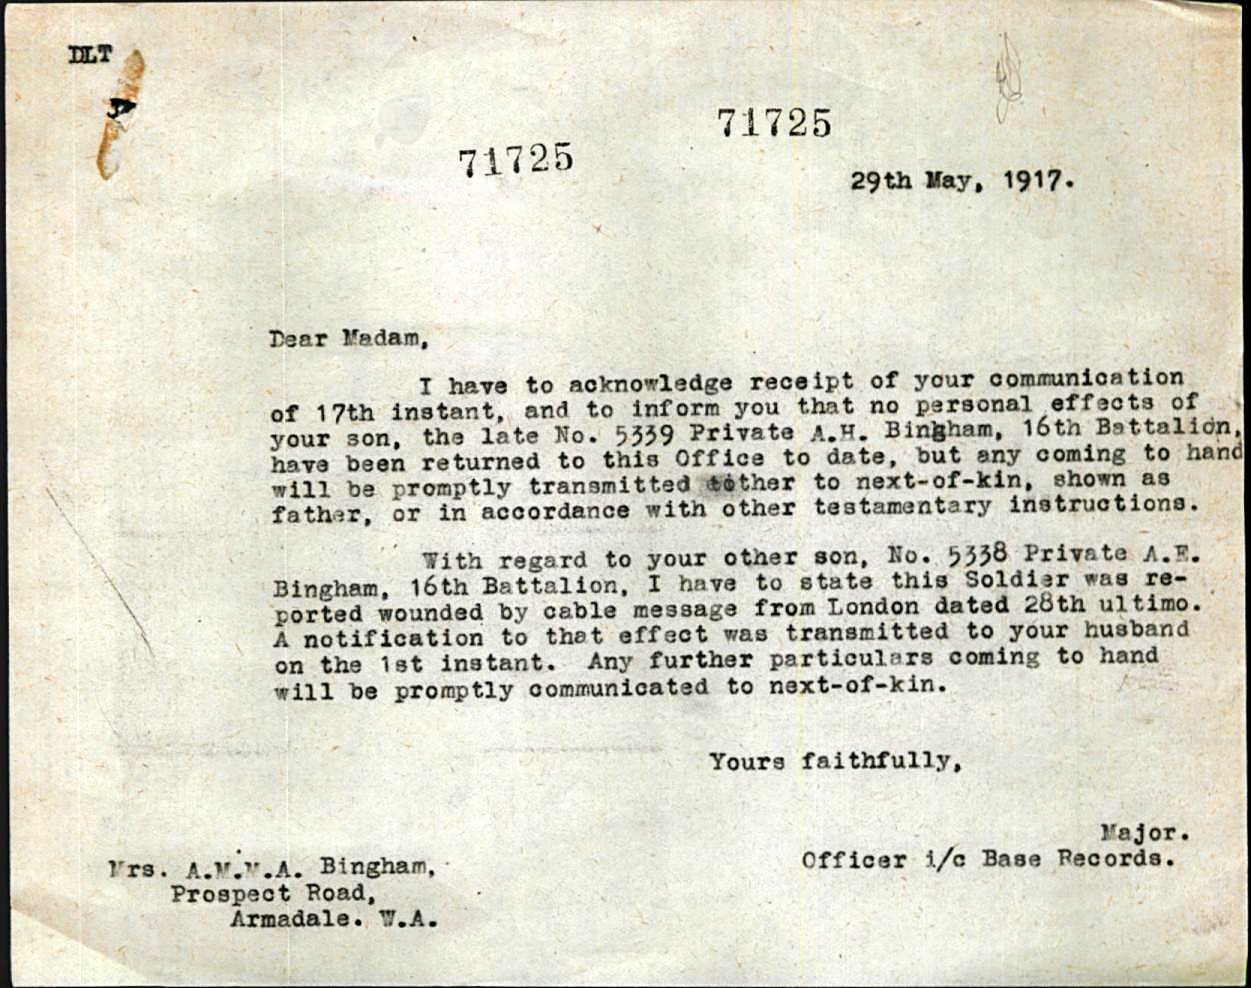 DLT
71725
71725
29th May, 1917.
Dear Madam,
I have to acknowledge receipt of your communication
of 17th instant, and to inform you that no personal effects of
your son, the late No. 5339 Private A.H. Bingham, 16th Battalion,
have been returned to this Office to date, but any coming to hand
will be promptly transmitted either to next-of-kin, shown as
father, or in accordance with other testamentary instructions.
With regard to your other son, No. 5338 Private A.E.
Bingham, 16th Battalion, I have to state this Soldier was re-
ported wounded by cable message from London dated 28th ultimo.
A notification to that effect was transmitted to your husband
on the 1st instant. Any further particulars coming to hand
will be promptly communicated to next-of-kin.
Yours faithfully,
Major.
Officer i/c Base Records.
Mrs. A.M.M.A. Bingham,
Prospect Road,
Armadale. W.A.